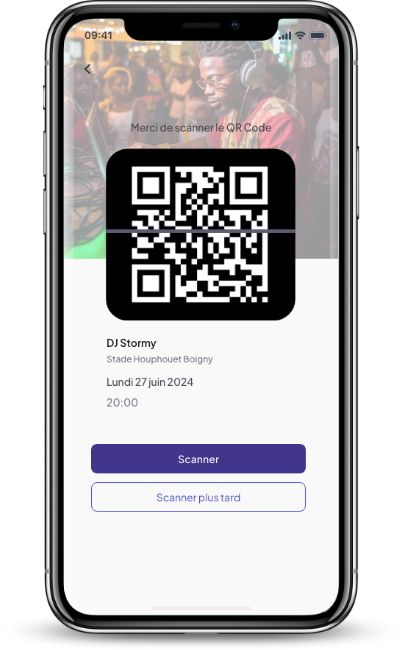 09:41
Merci de scanner le QR Code
DJ Stormy
Stade Houphouet Boigny
Lundi 27 juin 2024
20:00
Scanner
Scanner plus tard